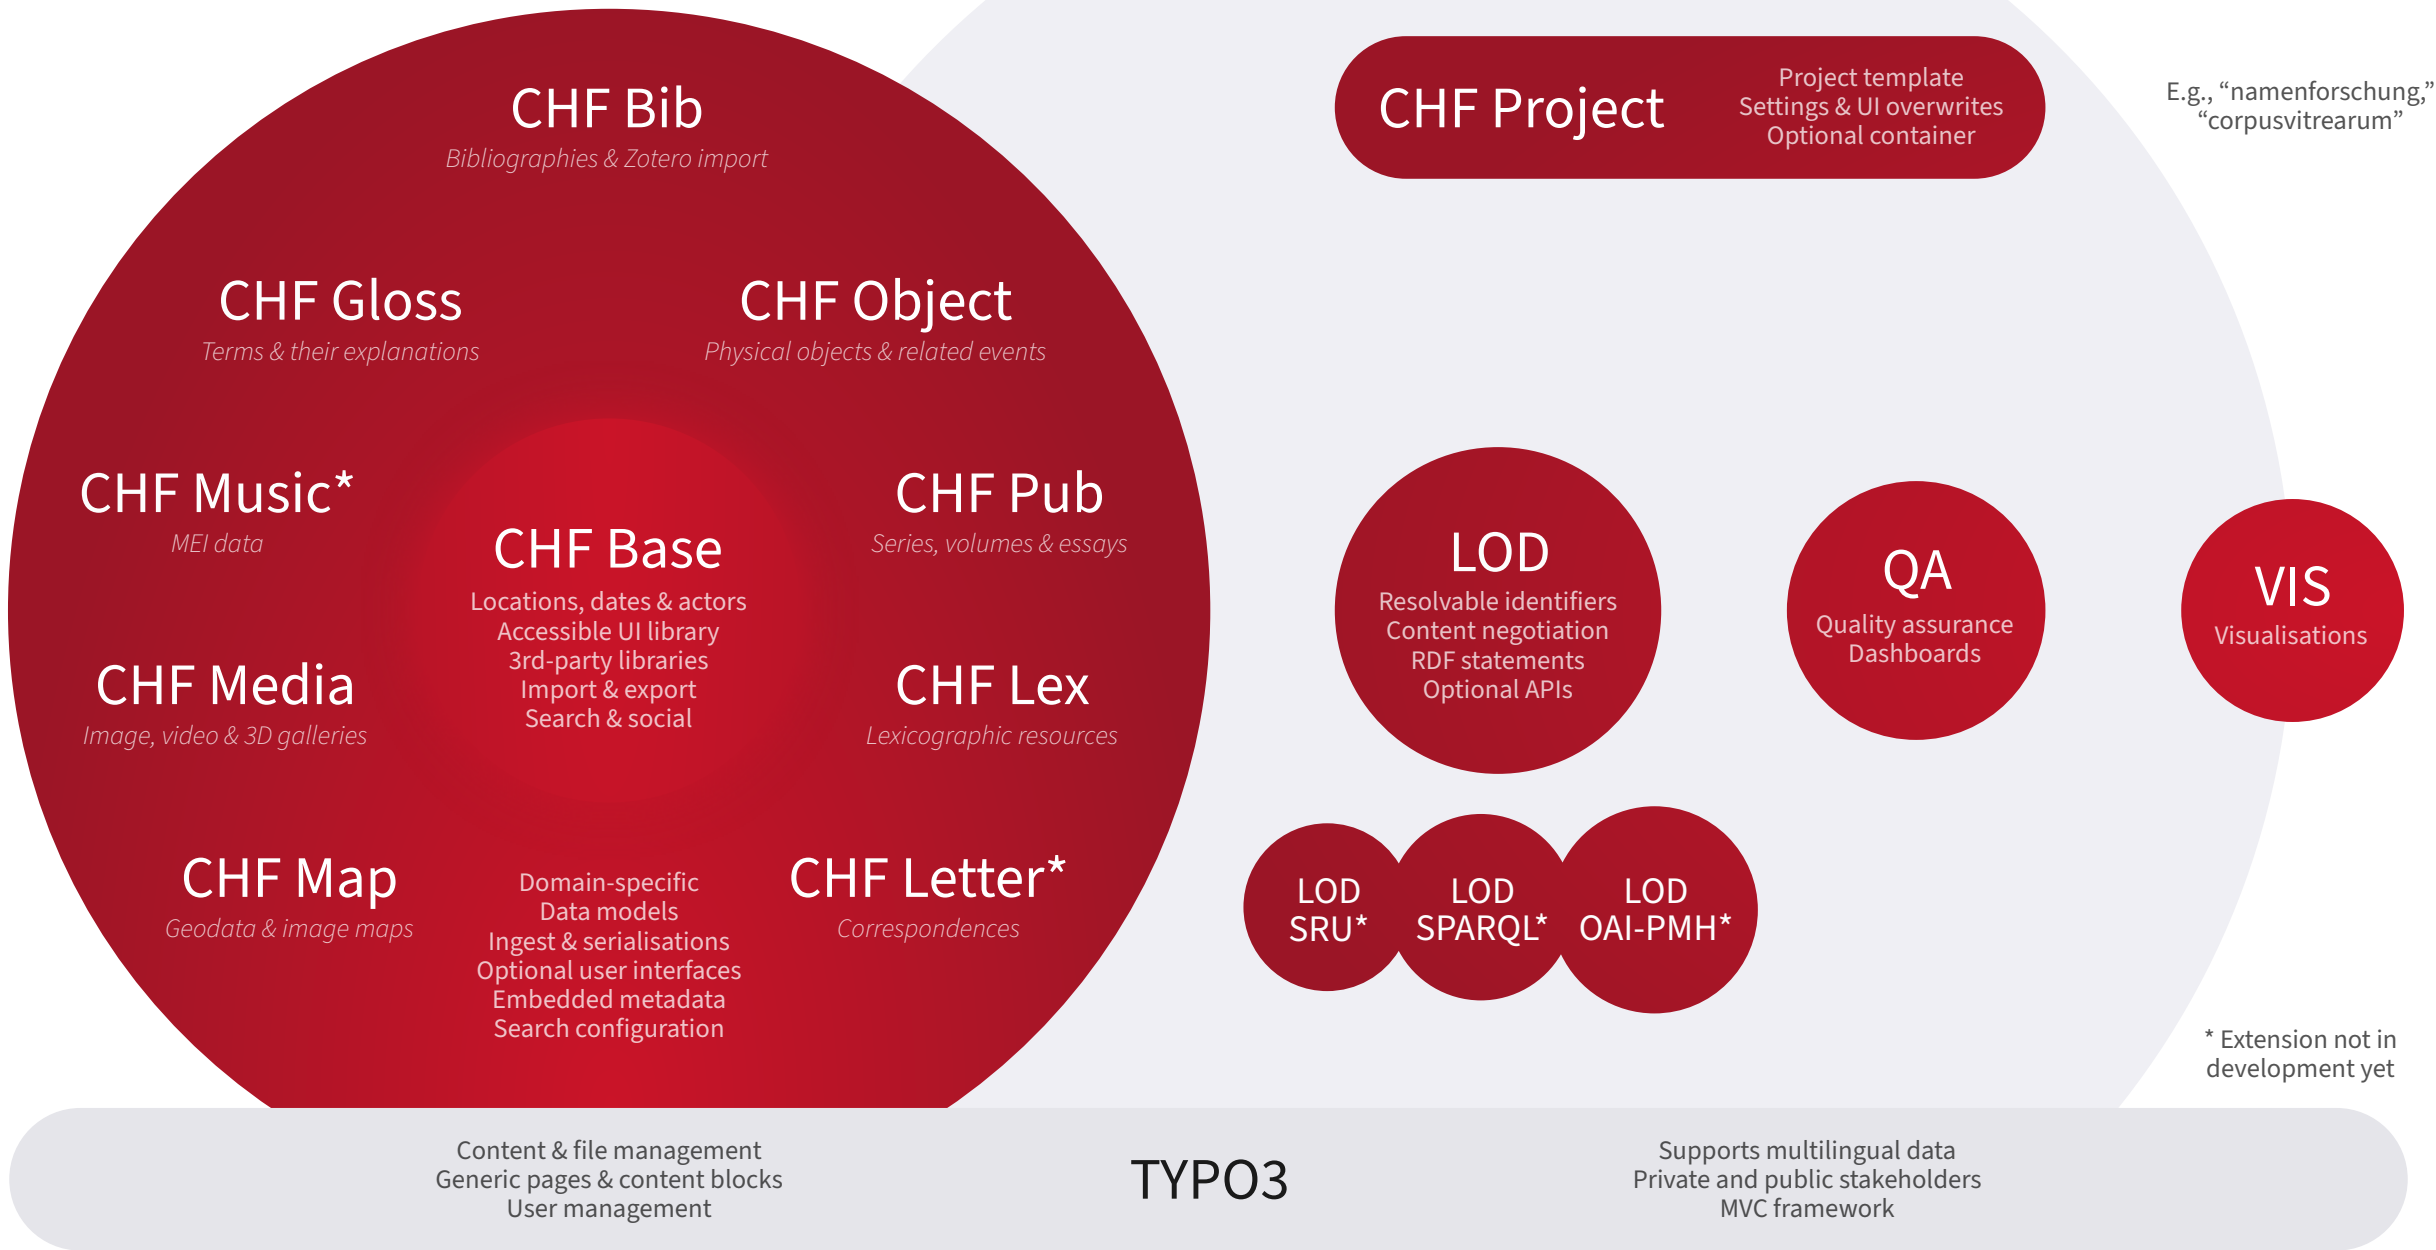 CHF Bib
Bibliographies & Zotero import
CHF Gloss
Terms & their explanations
CHF Object
Physical objects & related events
CHF Music*
MEI data
CHF Pub
Series, volumes & essays
CHF Base
Locations, dates & actors
Accessible UI library
3rd-party libraries
Import & export
Search & social
CHF Media
Image, video & 3D galleries
CHF Lex
Lexicographic resources
CHF Map
Geodata & image maps
Domain-specific
Data models
Ingest & serialisations
Optional user interfaces
Embedded metadata
Search configuration
CHF Letter*
Correspondences
CHF Project
Project template
Settings & UI overwrites
Optional container
E.g., “namenforschung,”
“corpusvitrearum”
LOD
Resolvable identifiers
Content negotiation
RDF statements
Optional APIs
QA
Quality assurance
Dashboards
VIS
Visualisations
LOD
SRU*
LOD
SPARQL*
LOD
OAI-PMH*
* Extension not in
development yet
Content & file management
Generic pages & content blocks
User management
TYPO3
Supports multilingual data
Private and public stakeholders
MVC framework